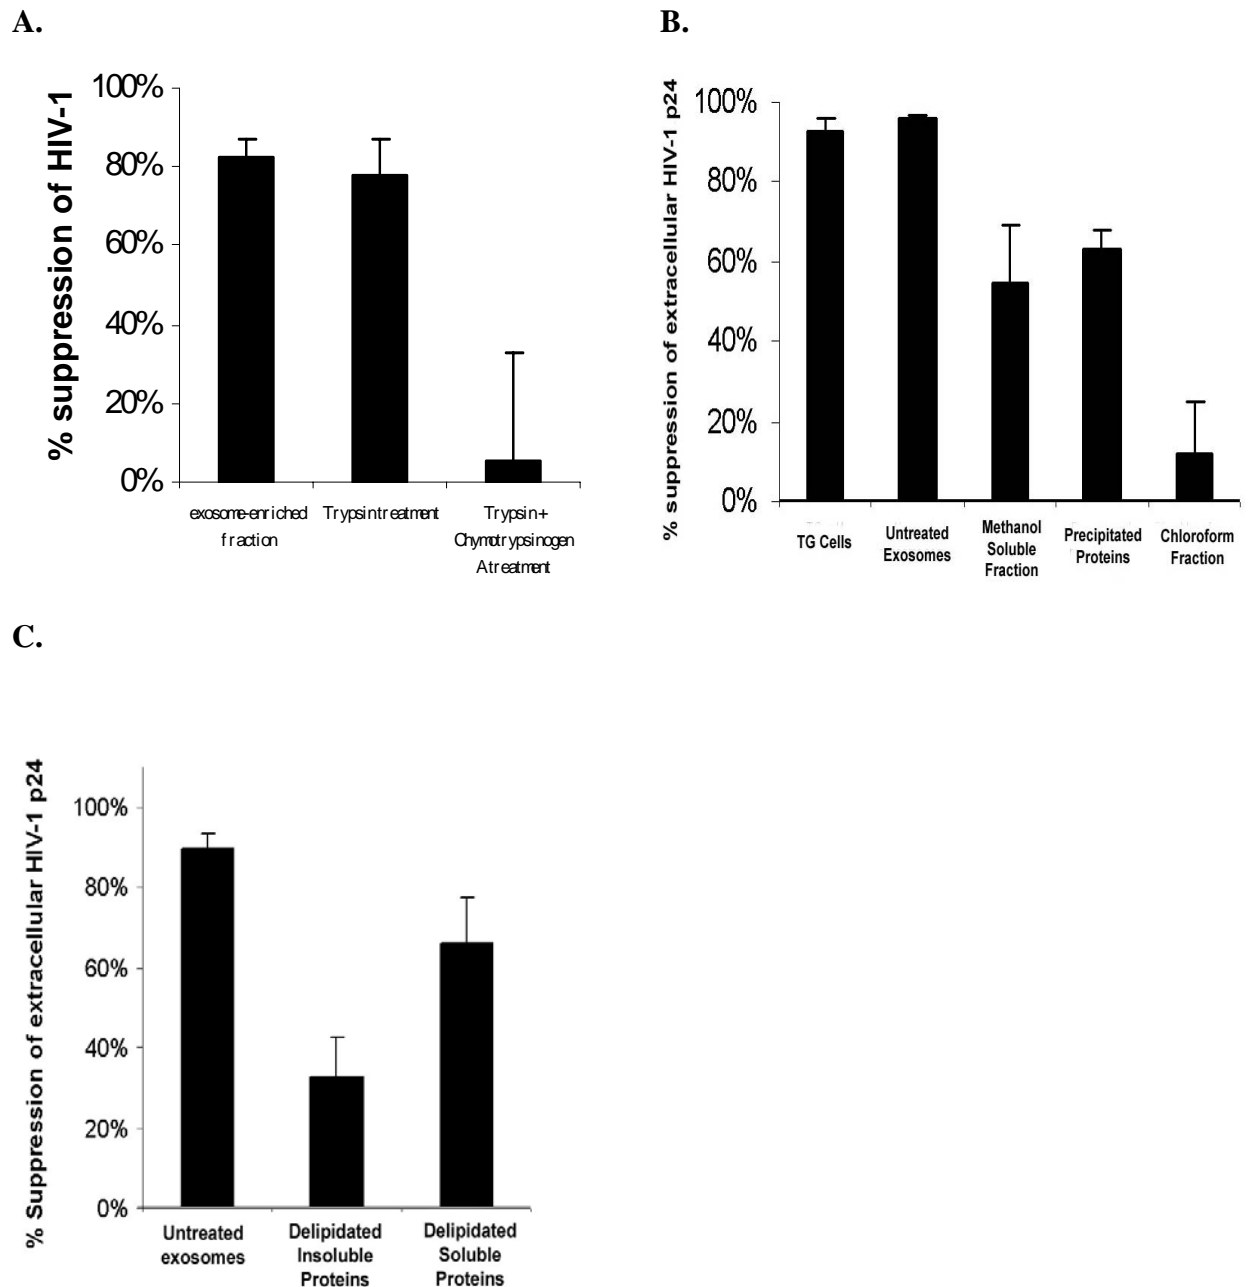 A.
% suppression of HIV-1
100%
80%
60%
40%
20%
0%
exosome-enriched
fraction
Trypsin treatment
Trypsin+
Chymotrypsinogen
A treatment
B.
% suppression of extracellular HIV-1 p24
100%
80%
60%
40%
20%
0%
TG Cells
Untreated
Exosomes
Methanol
Soluble
Fraction
Precipitated
Proteins
Chloroform
Fraction
C.
% Suppression of extracellular HIV-1 p24
100%
80%
60%
40%
20%
0%
Untreated
exosomes
Delipidated
Insoluble
Proteins
Delipidated
Soluble
Proteins